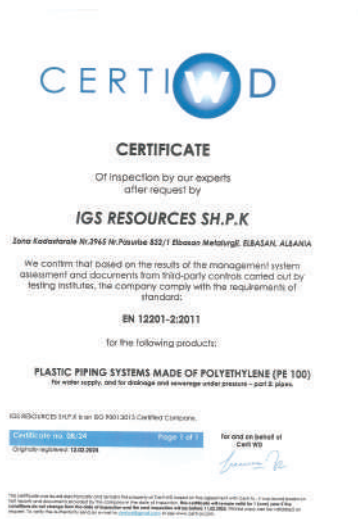 CERTIWD
CERTIFICATE
Of inspection by our experts
after request by
IGS RESOURCES SH.P.K
Zona Kadastrale Nr.3965 Nr.Pasurise 832/1 Elbasan Metalurgji, ELBASAN, ALBANIA
We confirm that based on the results of the management system
assessment and documents from third-party controls carried out by
testing institutes, the company comply with the requirements of
standard:
EN 12201-2:2011
for the following products:
PLASTIC PIPING SYSTEMS MADE OF POLYETHYLENE (PE 100)
For water supply, and for drainage and sewerage under pressure – part 2: pipes.
IGS RESOURCES SH.P.K is an ISO 9001:2015 Certified Company.
Certificate no. 08/24 Page 1 of 1
Originate registered: 12.02.2024
for and on behalf of
Certi WD